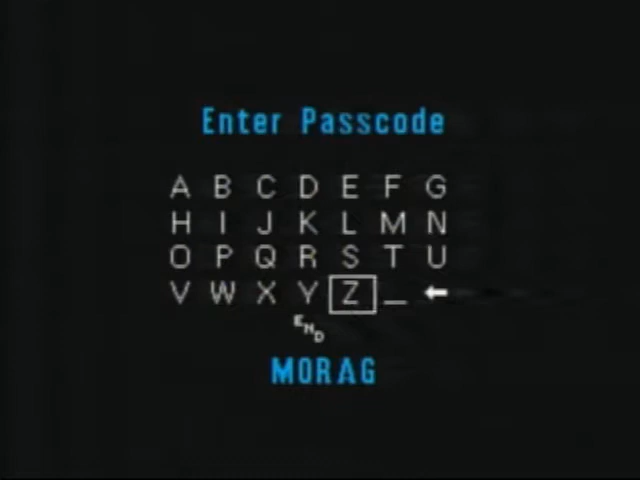 Enter Passcode
A B C D E F G
H I J K L M N
O P Q R S T U
V W X Y Z _
END
MORAG